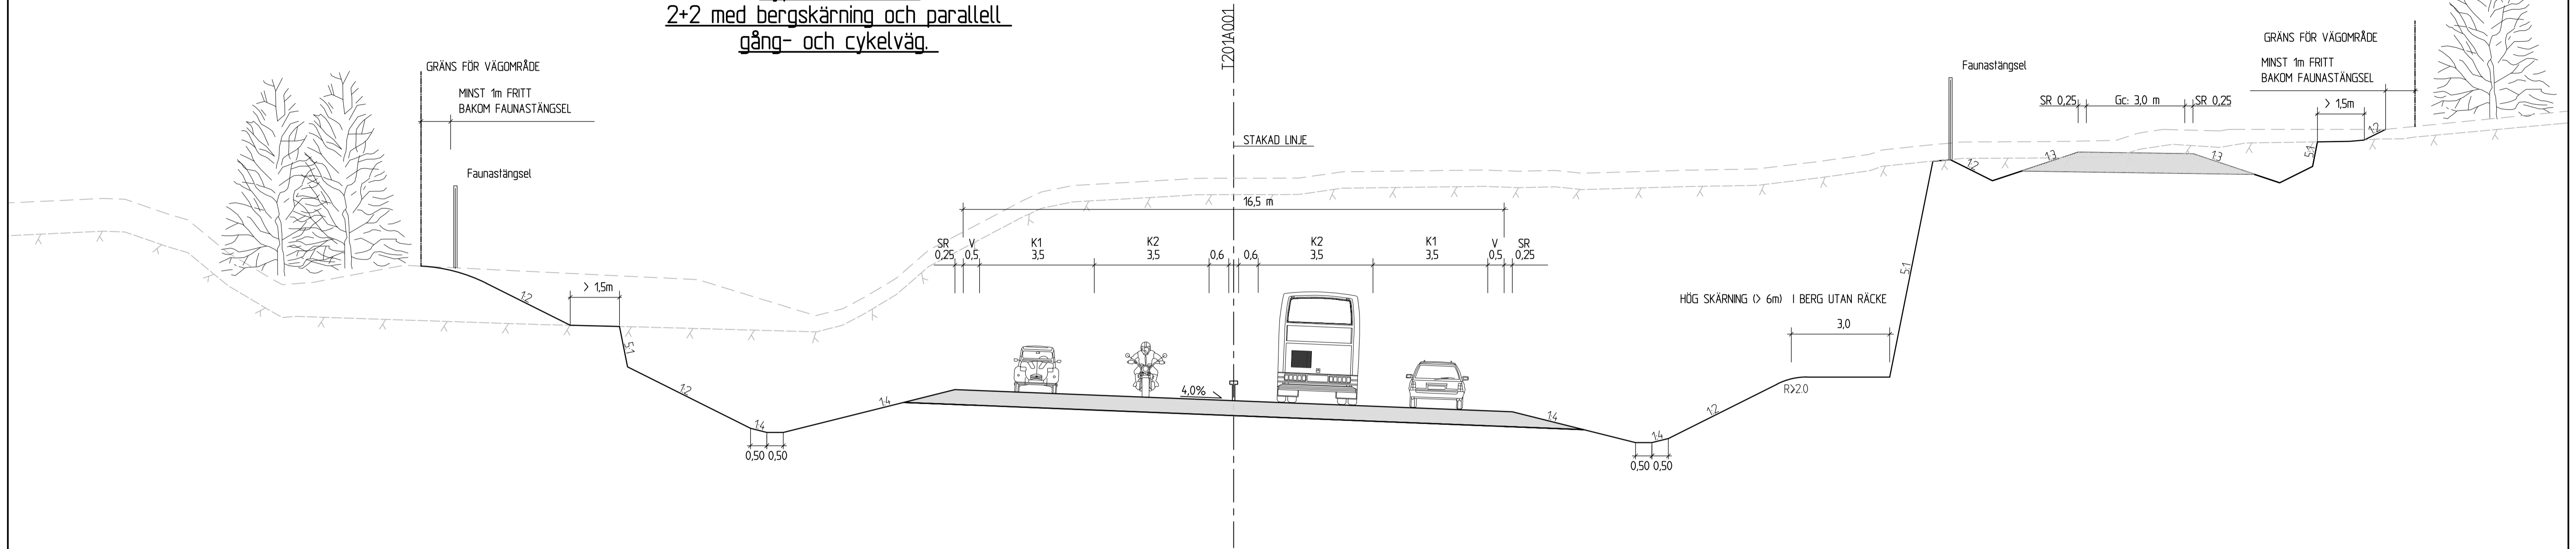 2+2 med bergskärning och parallell
gång- och cykelväg.
T201A001
GRÄNS FÖR VÄGOMRÅDE
MINST 1m FRITT
BAKOM FAUNASTÄNGSEL
Faunastängsel
1:2
> 1,5m
5:1
1:2
1:4
0,50 0,50
1:4
STAKAD LINJE
16,5 m
SR V K1 K2 K2 K1 V SR
0,25 0,5 3,5 3,5 0,6 0,6 3,5 3,5 0,5 0,25
4,0%
1:4
1:4
0,50 0,50
1:2
R>2.0
HÖG SKÄRNING (> 6m) I BERG UTAN RÄCKE
3,0
5:1
Faunastängsel
1:2
1:3
SR 0,25 Gc: 3,0 m SR 0,25
1:3
5:1
> 1,5m
1:2
GRÄNS FÖR VÄGOMRÅDE
MINST 1m FRITT
BAKOM FAUNASTÄNGSEL